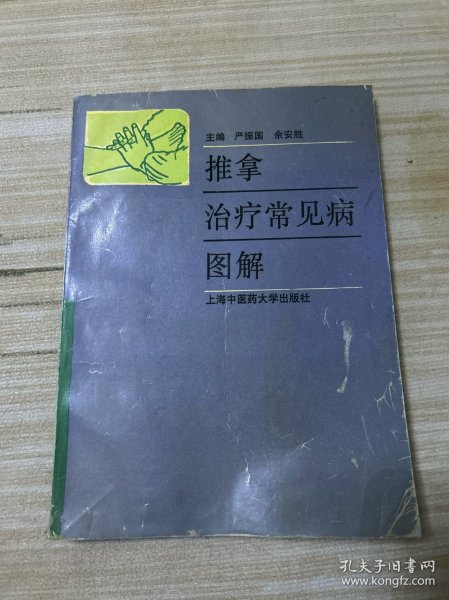 主编 严振国 余安胜
推拿
治疗常见病
图解
上海中医药大学出版社
孔夫子旧书网
www.kongfz.com